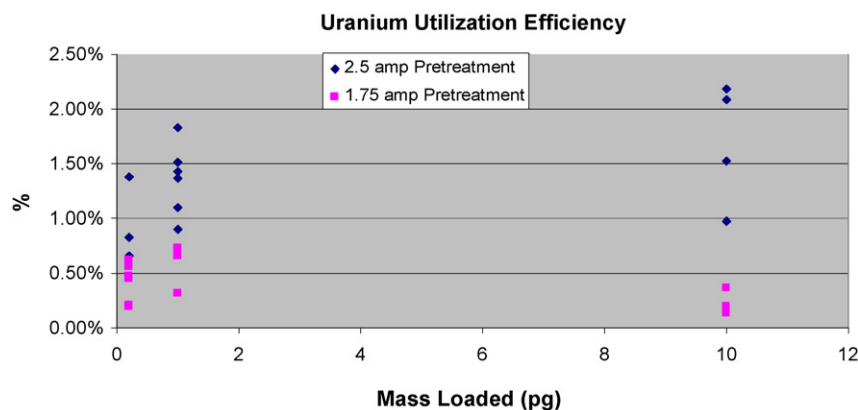 Uranium Utilization Efficiency
2.50%
2.00%
1.50%
1.00%
0.50%
0.00%
%
2.5 amp Pretreatment
1.75 amp Pretreatment
0 2 4 6 8 10 12
Mass Loaded (pg)